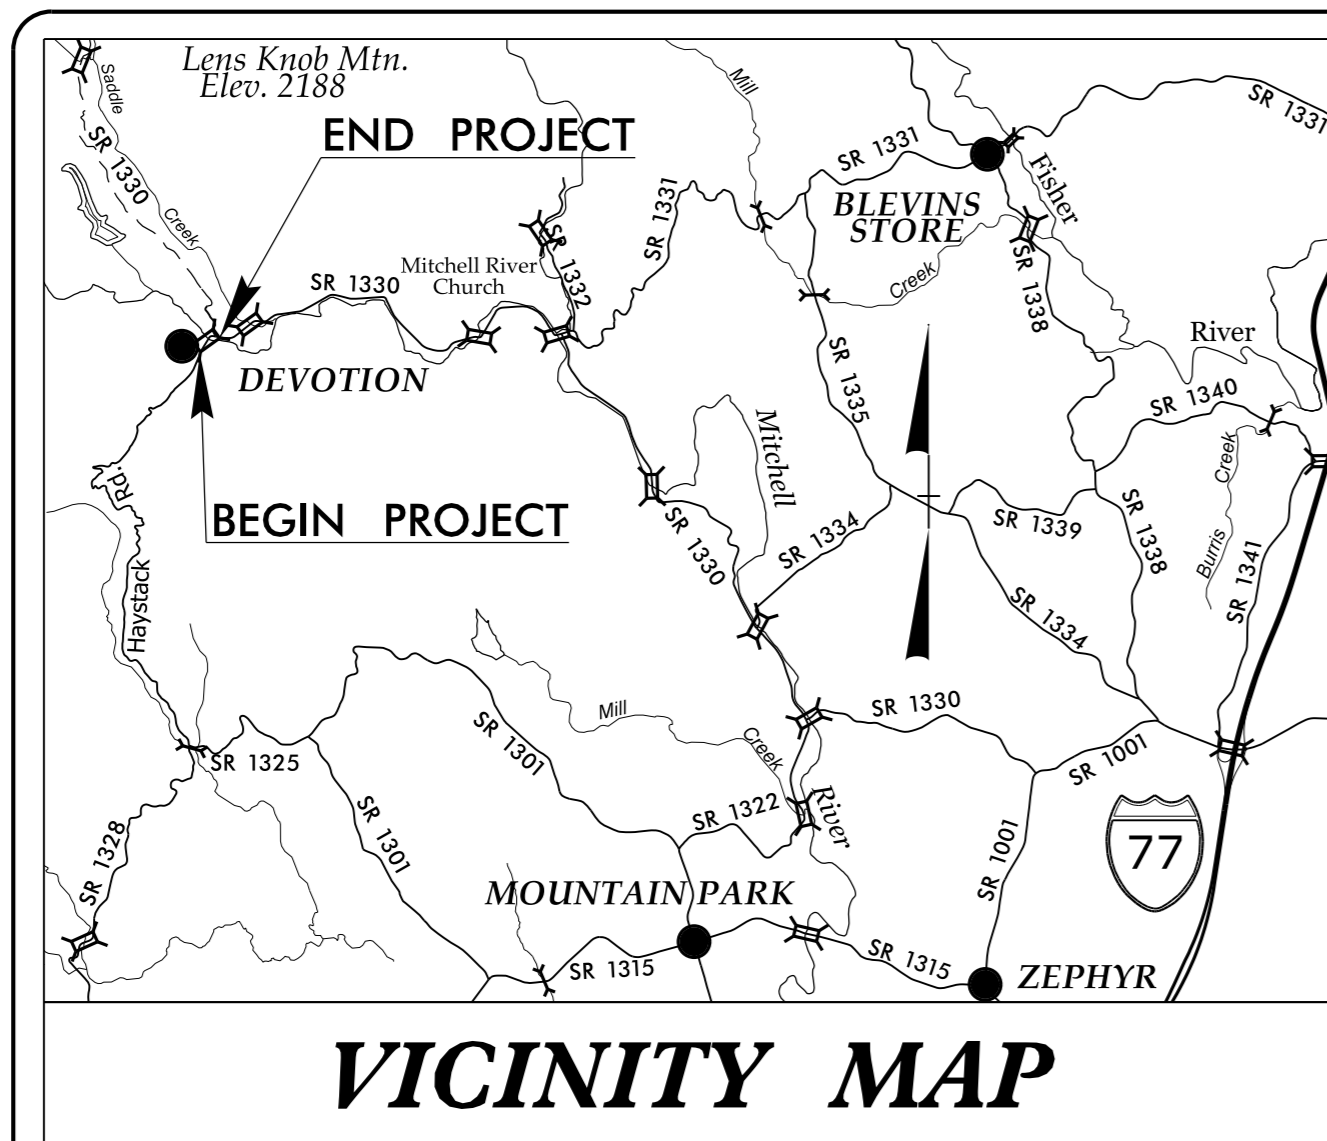 Lens Knob Mtn.
Elev. 2188
Saddle
Creek
SR 1330
END PROJECT
Mill
SR 1331
SR 1331
Fisher
BLEVINS
STORE
SR 1331
Mitchell River
Church
SR 1332
SR 1330
Creek
SR 1338
River
DEVOTION
SR 1335
SR 1340
Mitchell
Creek
Burris
Rd.
Haystack
BEGIN PROJECT
SR 1330
SR 1334
SR 1339
SR 1338
SR 1341
SR 1334
Mill
Creek
SR 1330
SR 1301
SR 1325
SR 1001
SR 1322
River
SR 1301
SR 1328
SR 1001
77
MOUNTAIN PARK
SR 1315
SR 1315
ZEPHYR
VICINITY MAP